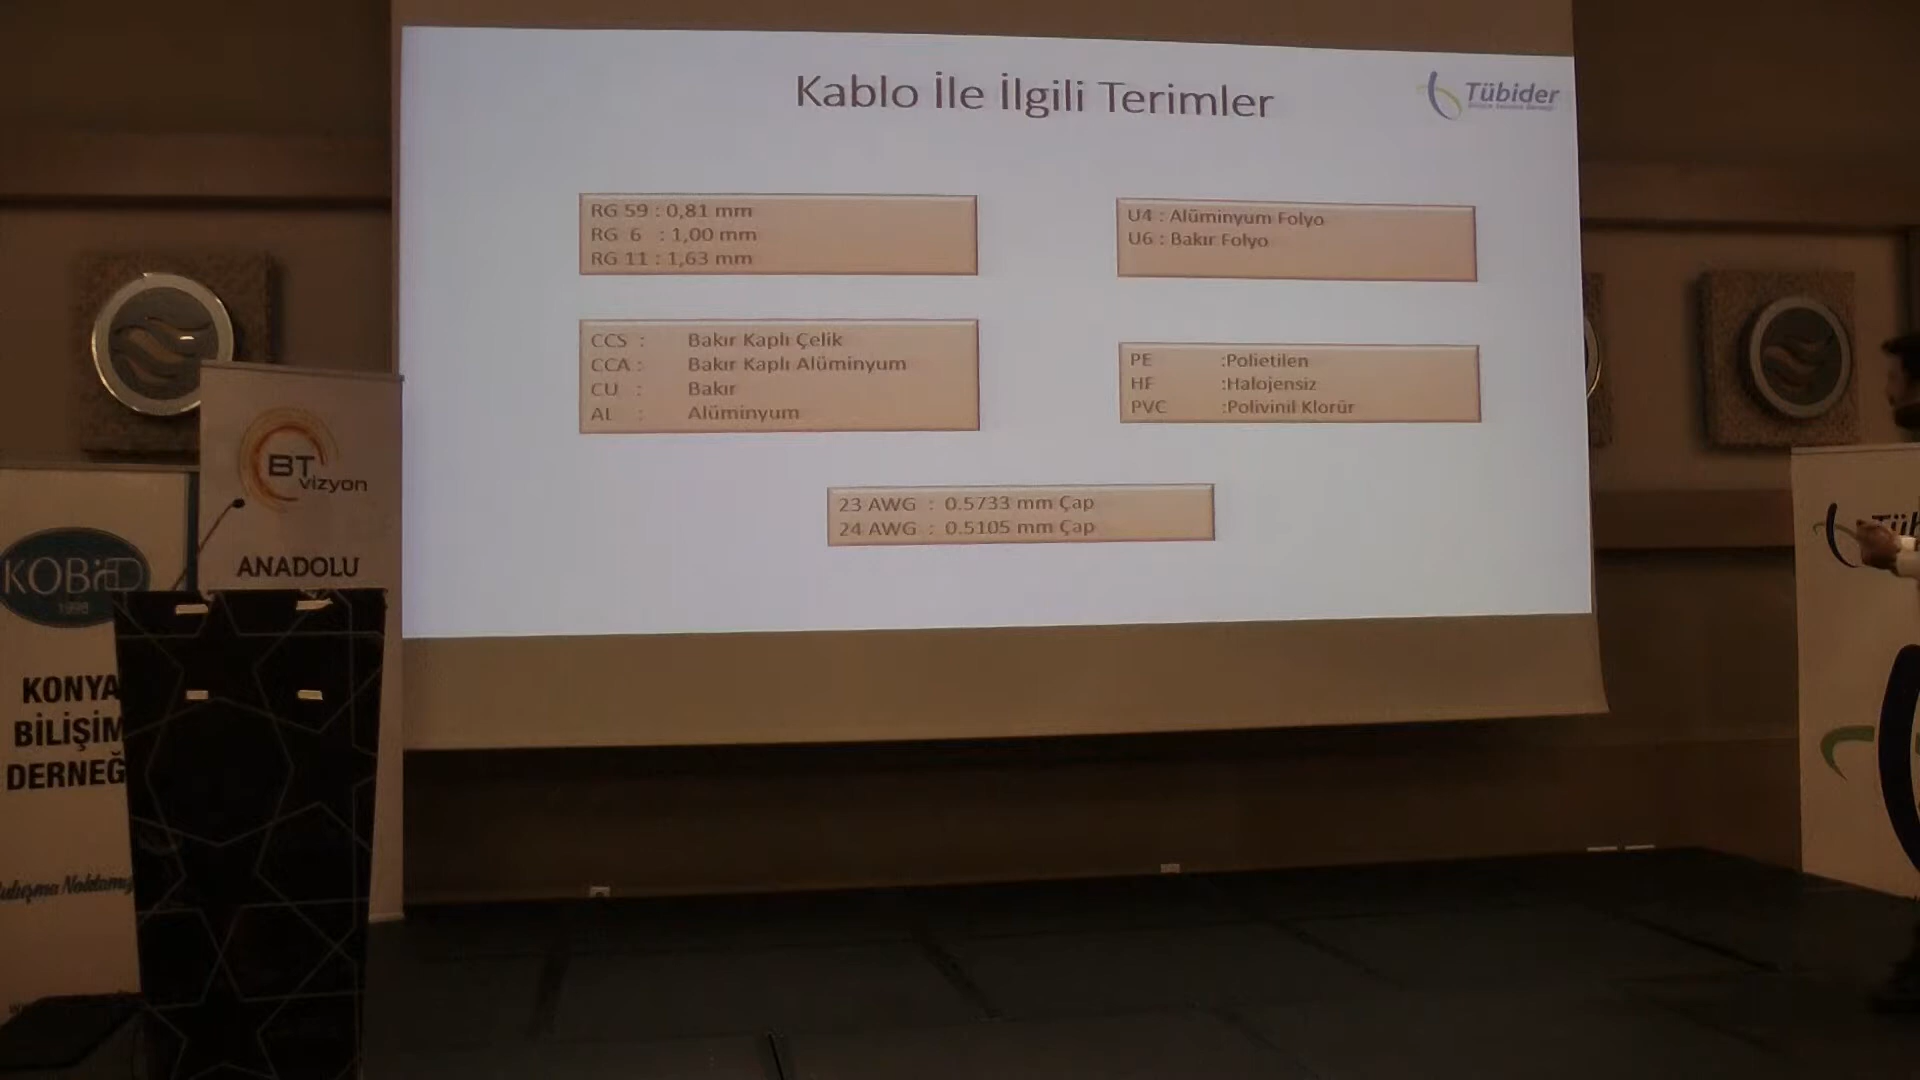 Kablo İle İlgili Terimler
Tübider
RG 59 : 0,81 mm
RG 6 : 1,00 mm
RG 11 : 1,63 mm
U4 : Alüminyum Folyo
U6 : Bakır Folyo
CCS : Bakır Kaplı Çelik
CCA : Bakır Kaplı Alüminyum
CU : Bakır
AL : Alüminyum
PE :Polietilen
HF :Halojensiz
PVC :Polivinil Klorür
23 AWG : 0.5733 mm Çap
24 AWG : 0.5105 mm Çap
BT
vizyon
ANADOLU
1998
KONYA
BİLİŞİM
DERNEĞ
Tüb